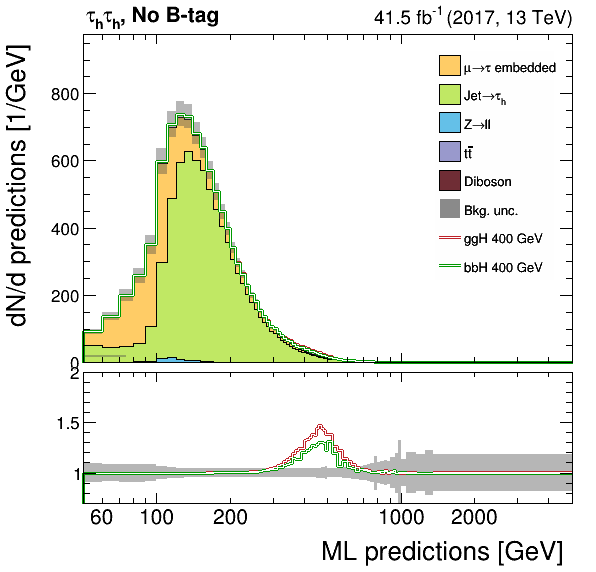 τhτh, No B-tag
41.5 fb-1 (2017, 13 TeV)
dN/d predictions [1/GeV]
800
600
400
200
0
μ→τ embedded
Jet→τh
Z→ll
tt̄
Diboson
Bkg. unc.
ggH 400 GeV
bbH 400 GeV
2
1.5
1
60 100 200 1000 2000
ML predictions [GeV]